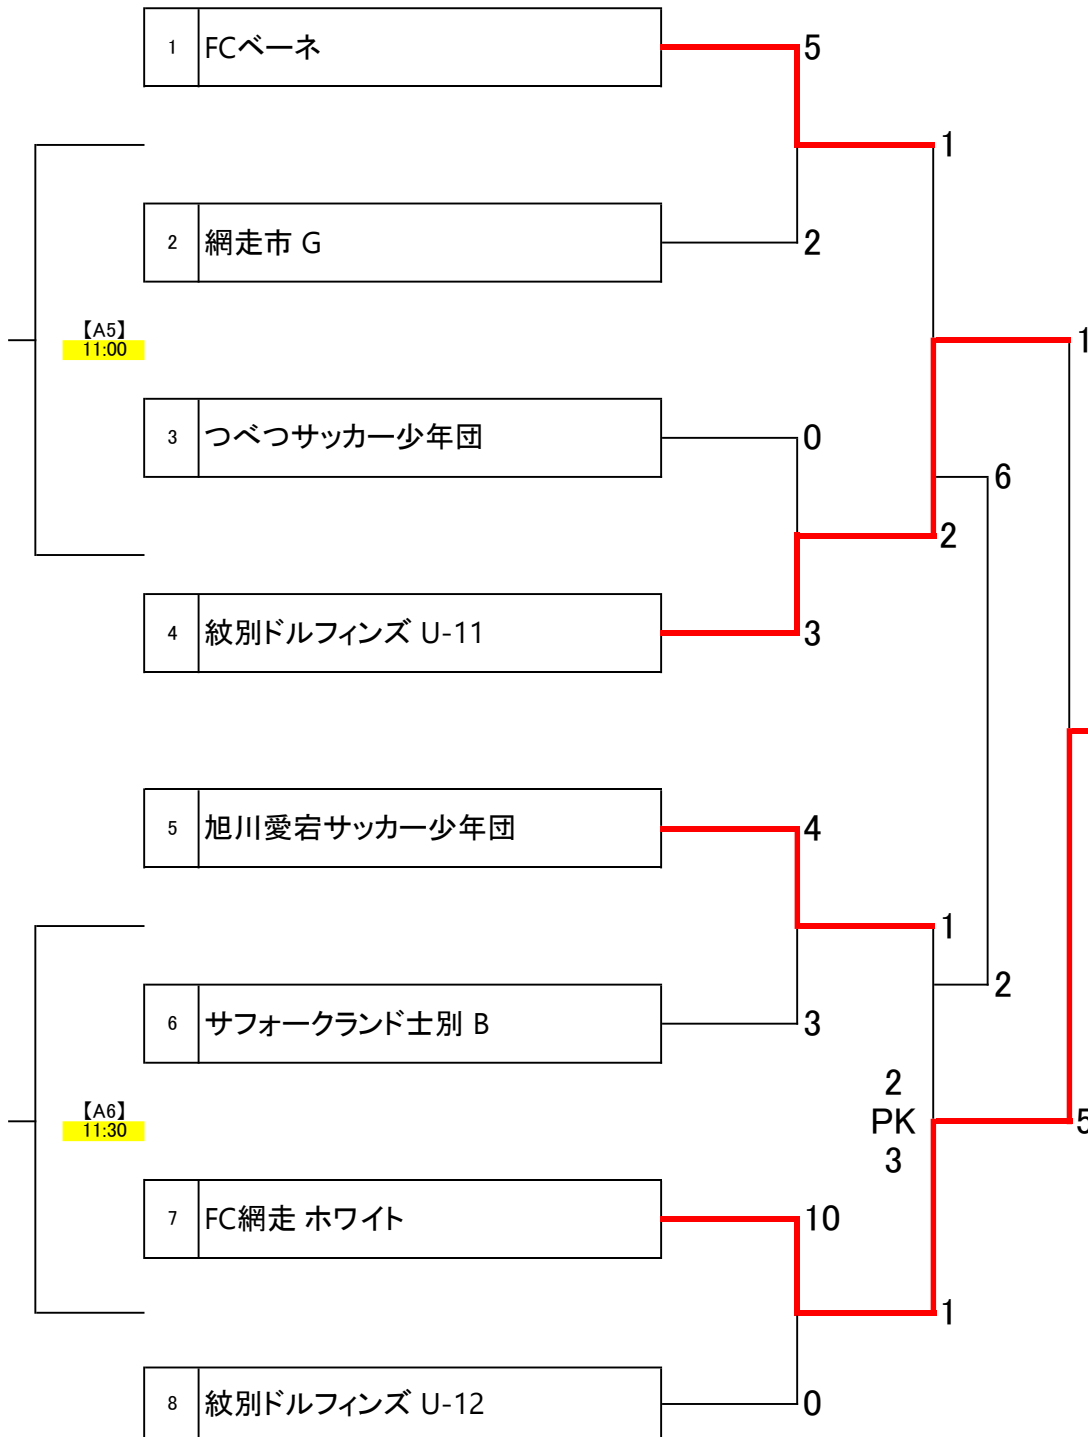 1 FCベーネ 5
1
2 網走市 G 2
【A5】
11:00
1
3 つべつサッカー少年団 0
6
2
4 紋別ドルフィンズ U-11 3
5 旭川愛宕サッカー少年団 4
1
2
6 サフォークランド士別 B 3
2
PK
3
【A6】
11:30
5
7 FC網走 ホワイト 10
1
8 紋別ドルフィンズ U-12 0